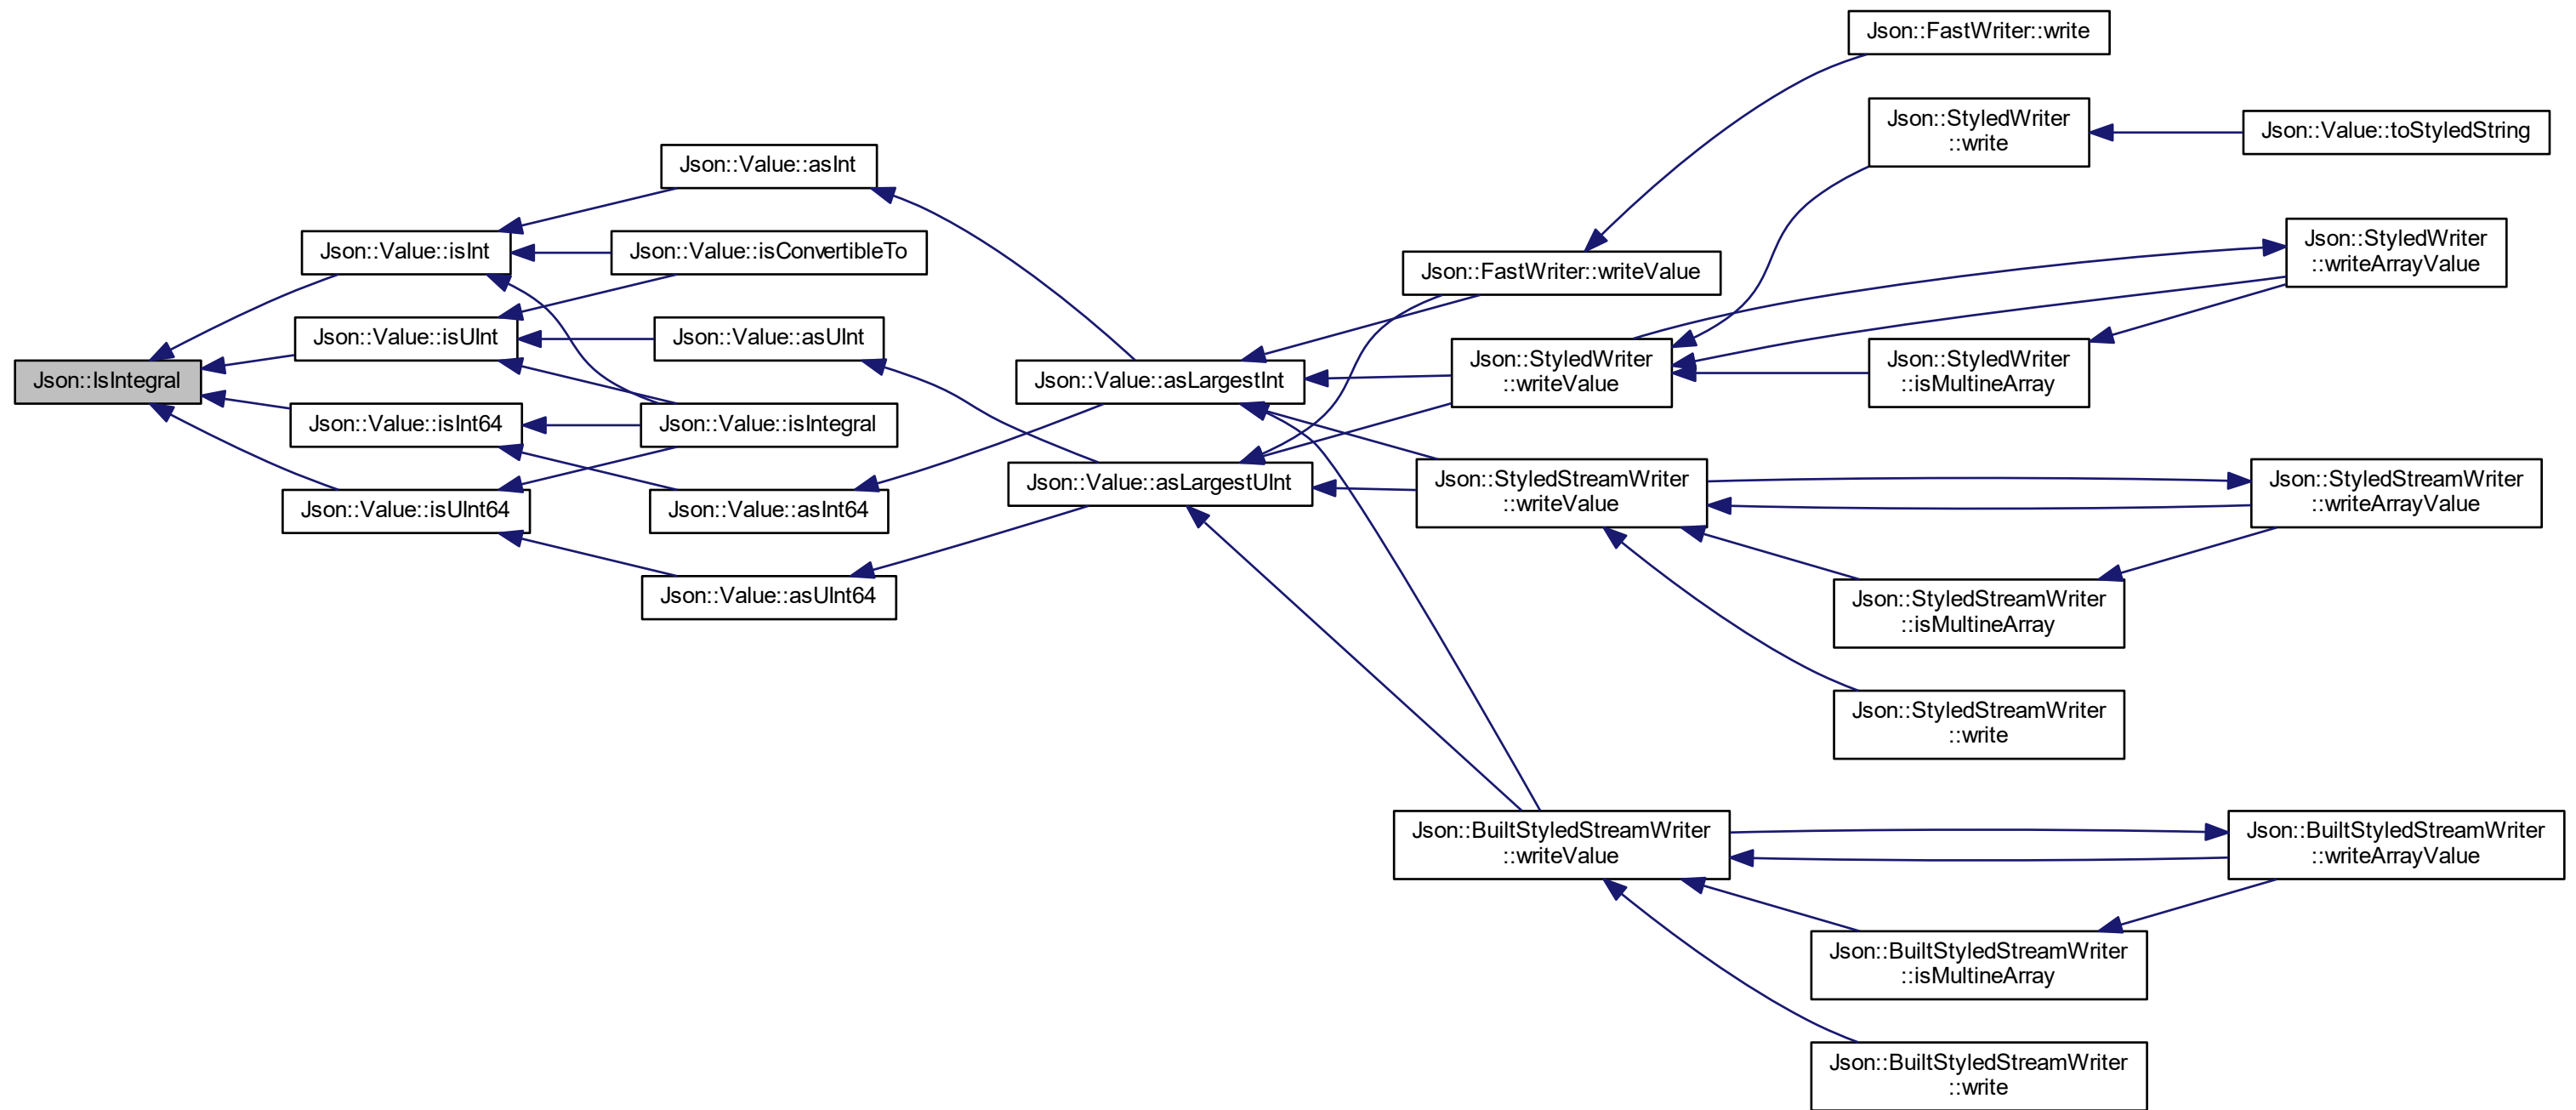 Json::FastWriter::write
Json::StyledWriter
::write
Json::Value::toStyledString
Json::Value::asInt
Json::Value::isInt
Json::Value::isConvertibleTo
Json::FastWriter::writeValue
Json::StyledWriter
::writeArrayValue
Json::Value::isUInt
Json::Value::asUInt
Json::IsIntegral
Json::Value::asLargestInt
Json::StyledWriter
::writeValue
Json::StyledWriter
::isMultineArray
Json::Value::isInt64
Json::Value::isIntegral
Json::Value::asLargestUInt
Json::StyledStreamWriter
::writeValue
Json::StyledStreamWriter
::writeArrayValue
Json::Value::isUInt64
Json::Value::asInt64
Json::Value::asUInt64
Json::StyledStreamWriter
::isMultineArray
Json::StyledStreamWriter
::write
Json::BuiltStyledStreamWriter
::writeValue
Json::BuiltStyledStreamWriter
::writeArrayValue
Json::BuiltStyledStreamWriter
::isMultineArray
Json::BuiltStyledStreamWriter
::write